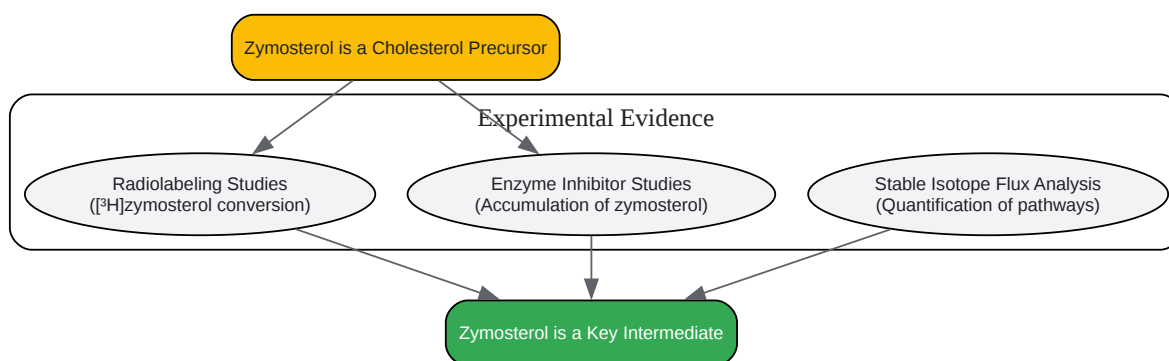 Zymosterol is a Cholesterol Precursor
Experimental Evidence
Radiolabeling Studies
([³H]zymosterol conversion)
Enzyme Inhibitor Studies
(Accumulation of zymosterol)
Stable Isotope Flux Analysis
(Quantification of pathways)
Zymosterol is a Key Intermediate